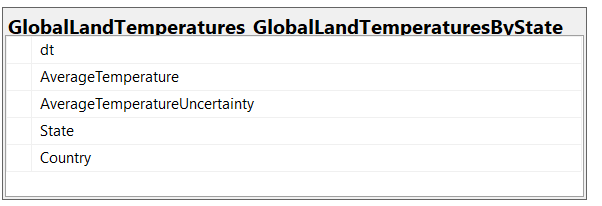 GlobalLandTemperatures_GlobalLandTemperaturesByState
dt
AverageTemperature
AverageTemperatureUncertainty
State
Country